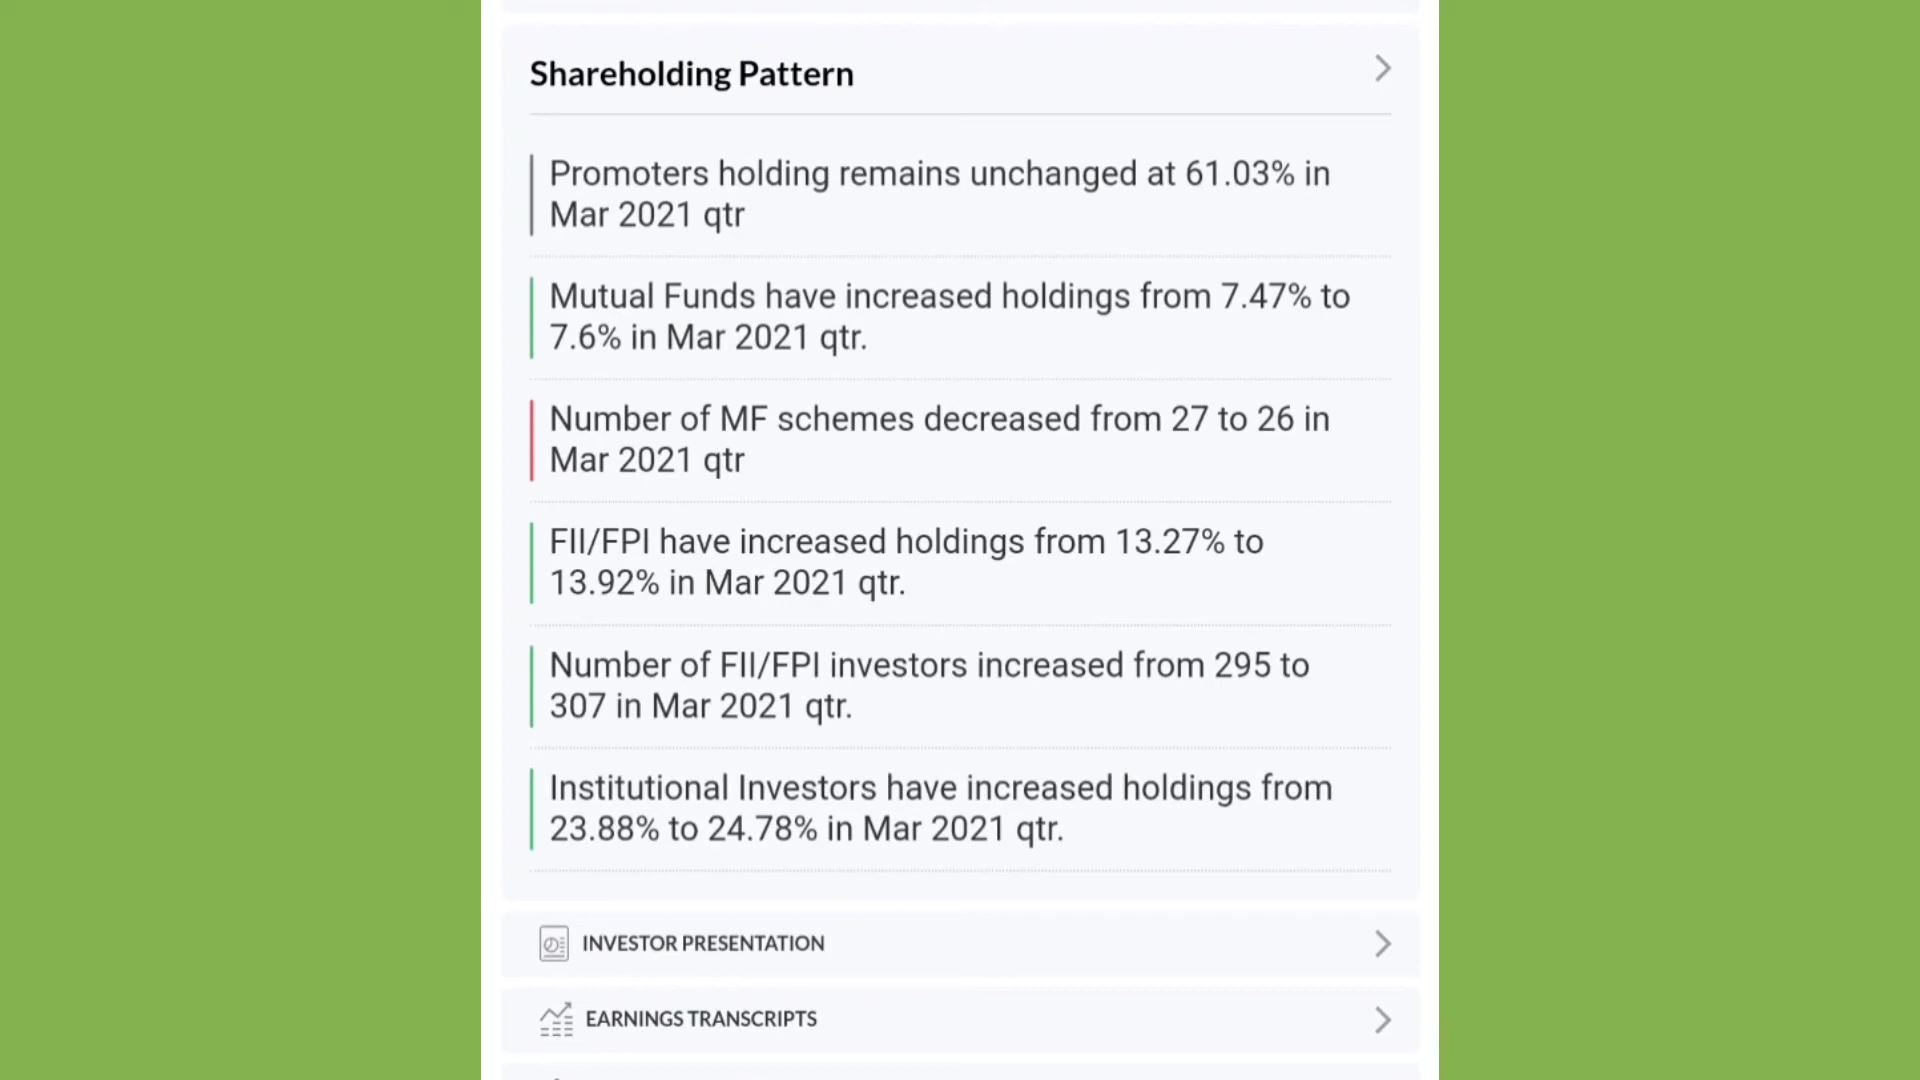 Shareholding Pattern
Promoters holding remains unchanged at 61.03% in
Mar 2021 qtr
Mutual Funds have increased holdings from 7.47% to
7.6% in Mar 2021 qtr.
Number of MF schemes decreased from 27 to 26 in
Mar 2021 qtr
FII/FPI have increased holdings from 13.27% to
13.92% in Mar 2021 qtr.
Number of FII/FPI investors increased from 295 to
307 in Mar 2021 qtr.
Institutional Investors have increased holdings from
23.88% to 24.78% in Mar 2021 qtr.
INVESTOR PRESENTATION
EARNINGS TRANSCRIPTS